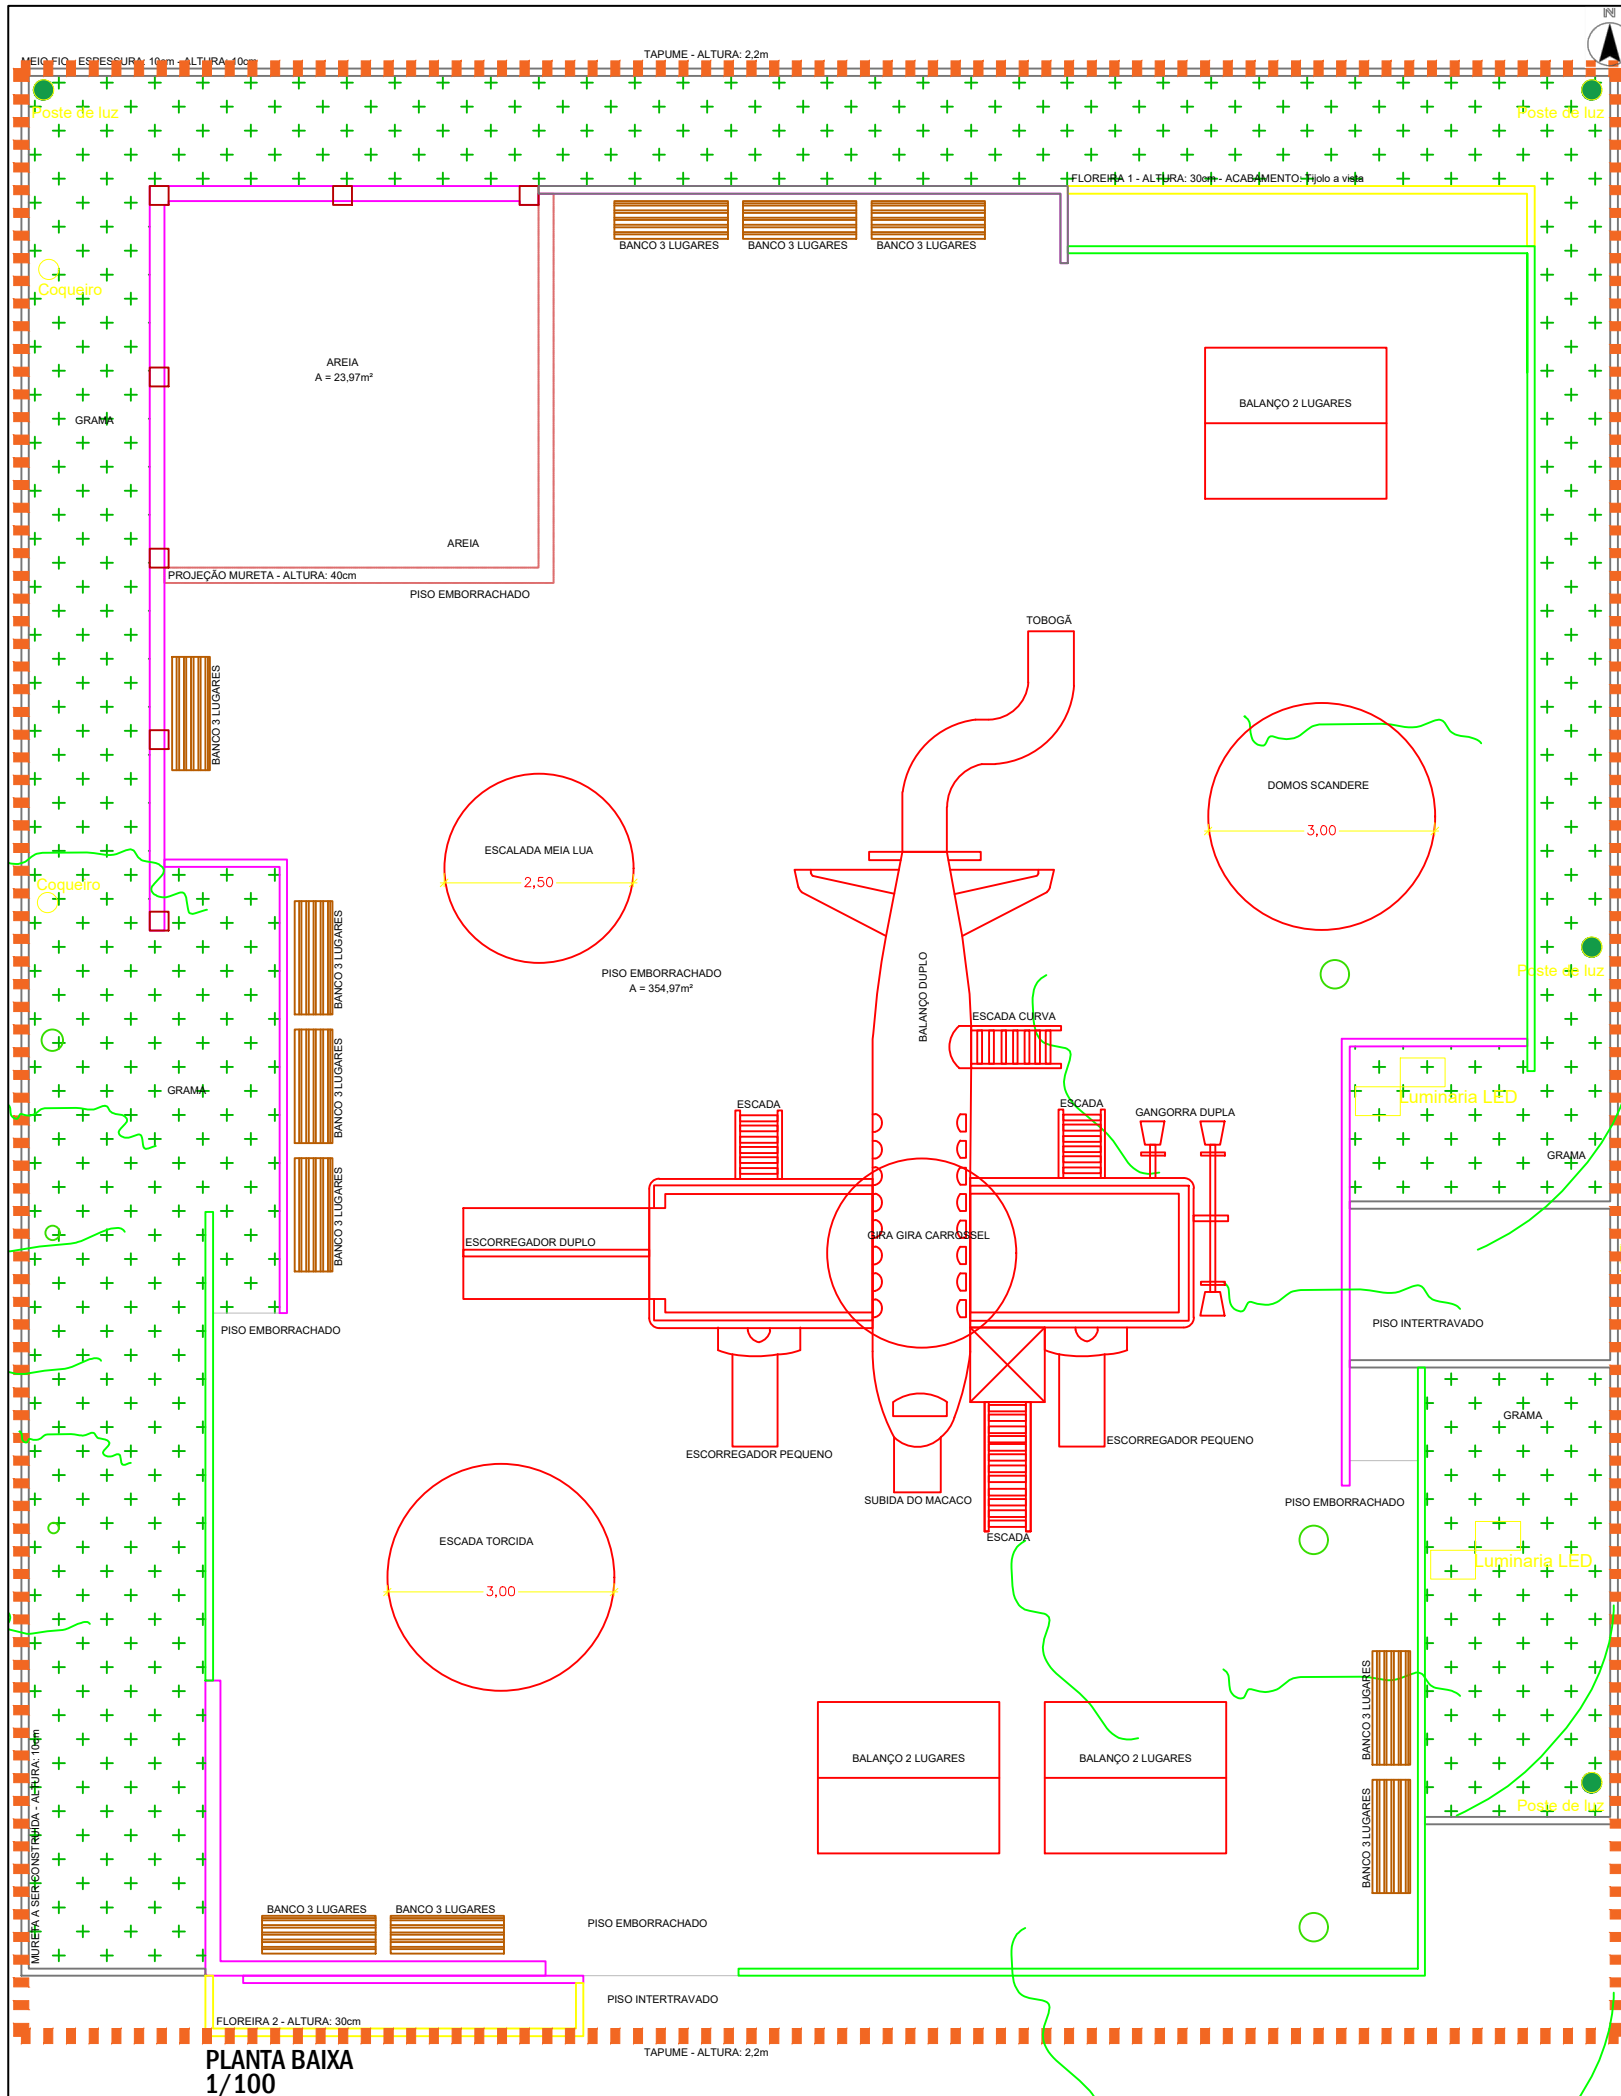 N
TAPUME - ALTURA: 2,2m
MEIO FIO - ESPESSURA: 10cm - ALTURA: 10cm
Poste de luz
Poste de luz
FLOREIRA 1 - ALTURA: 30cm - ACABAMENTO: Tijolo a vista
BANCO 3 LUGARES
BANCO 3 LUGARES
BANCO 3 LUGARES
Coqueiro
AREIA
A = 23,97m²
BALANÇO 2 LUGARES
GRAMA
AREIA
PROJEÇÃO MURETA - ALTURA: 40cm
PISO EMBORRACHADO
TOBOGÃ
BANCO 3 LUGARES
DOMOS SCANDERE
3,00
ESCALADA MEIA LUA
2,50
Coqueiro
BANCO 3 LUGARES
PISO EMBORRACHADO
A = 354,97m²
BALANÇO DUPLO
Poste de luz
ESCADA CURVA
BANCO 3 LUGARES
GRAMA
Luminária LED
ESCADA
ESCADA
GANGORRA DUPLA
GRAMA
BANCO 3 LUGARES
ESCORREGADOR DUPLO
GIRA GIRA CARROSSEL
PISO EMBORRACHADO
PISO INTERTRAVADO
GRAMA
ESCORREGADOR PEQUENO
ESCORREGADOR PEQUENO
SUBIDA DO MACACO
PISO EMBORRACHADO
ESCADA
ESCADA TORCIDA
3,00
Luminária LED
BANCO 3 LUGARES
BALANÇO 2 LUGARES
BALANÇO 2 LUGARES
Poste de luz
BANCO 3 LUGARES
MURETA A SER CONSTRUIDA - ALTURA: 10cm
BANCO 3 LUGARES
BANCO 3 LUGARES
PISO EMBORRACHADO
PISO INTERTRAVADO
FLOREIRA 2 - ALTURA: 30cm
TAPUME - ALTURA: 2,2m
PLANTA BAIXA
1/100